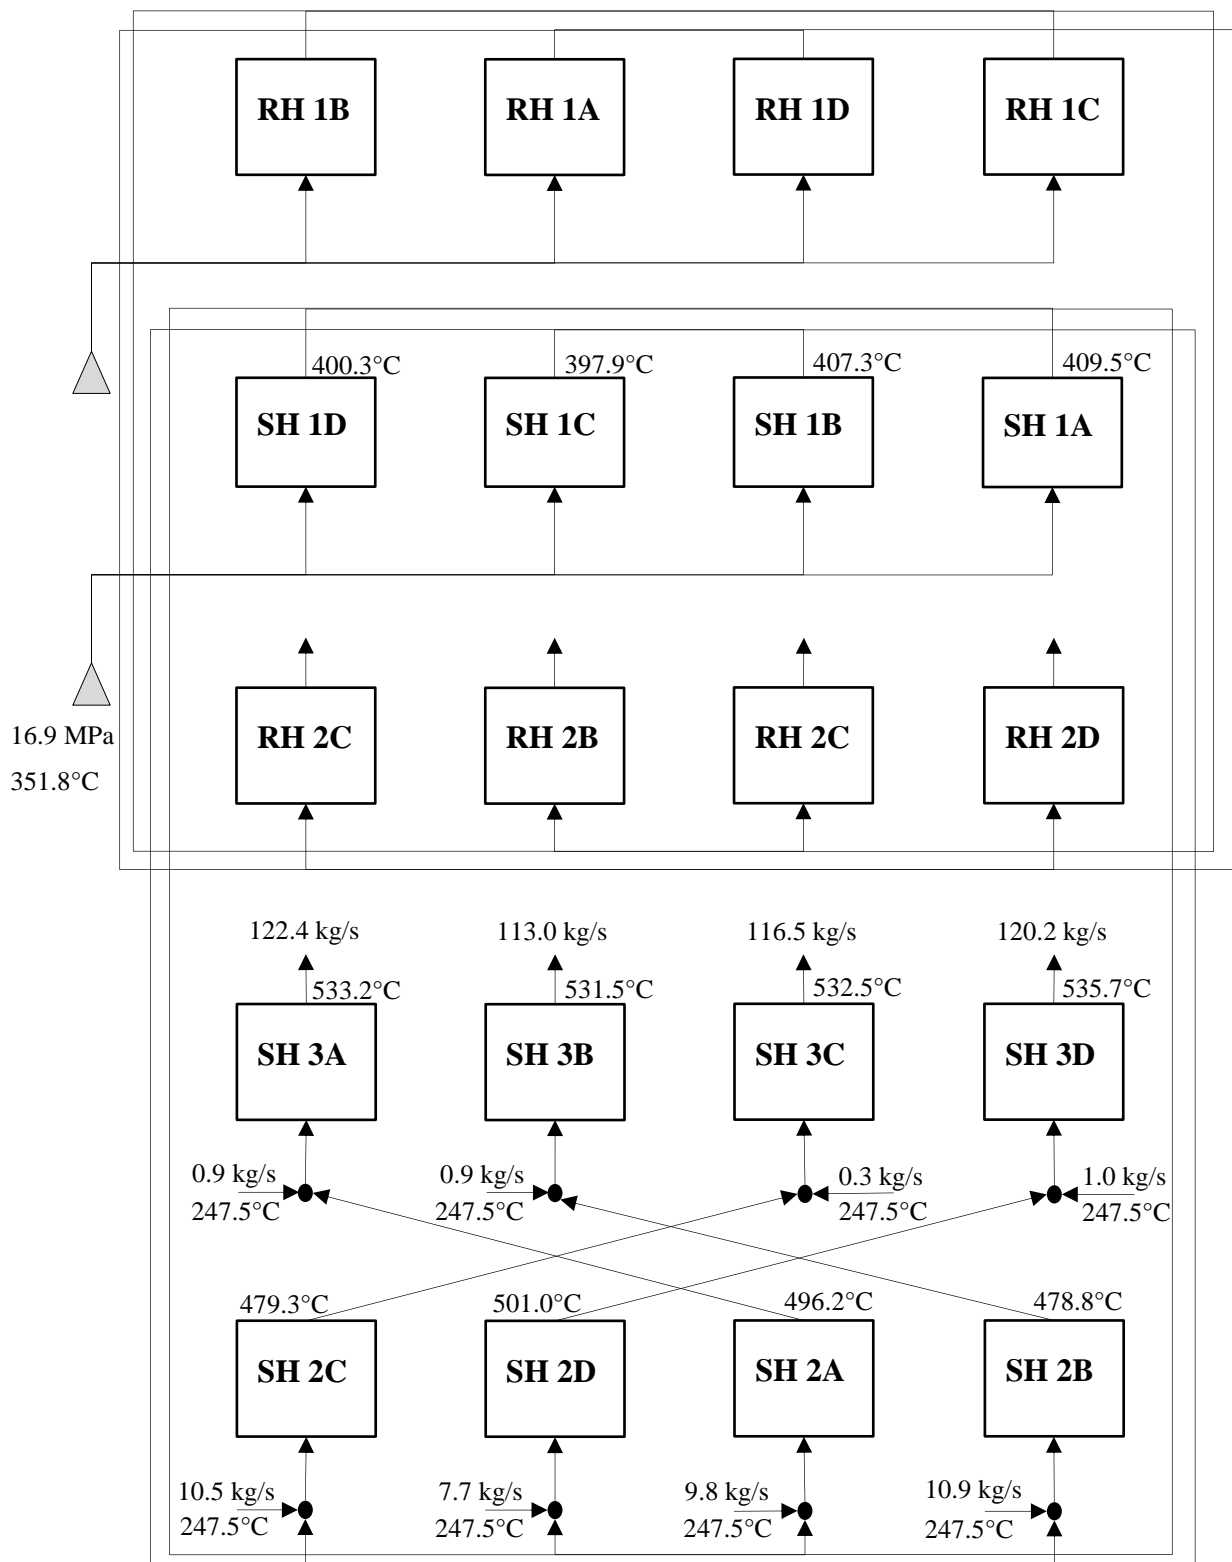 RH 1B
RH 1A
RH 1D
RH 1C
400.3°C
397.9°C
407.3°C
409.5°C
SH 1D
SH 1C
SH 1B
SH 1A
16.9 MPa
351.8°C
RH 2C
RH 2B
RH 2C
RH 2D
122.4 kg/s
113.0 kg/s
116.5 kg/s
120.2 kg/s
533.2°C
531.5°C
532.5°C
535.7°C
SH 3A
SH 3B
SH 3C
SH 3D
0.9 kg/s
247.5°C
0.9 kg/s
247.5°C
0.3 kg/s
247.5°C
1.0 kg/s
247.5°C
479.3°C
501.0°C
496.2°C
478.8°C
SH 2C
SH 2D
SH 2A
SH 2B
10.5 kg/s
247.5°C
7.7 kg/s
247.5°C
9.8 kg/s
247.5°C
10.9 kg/s
247.5°C